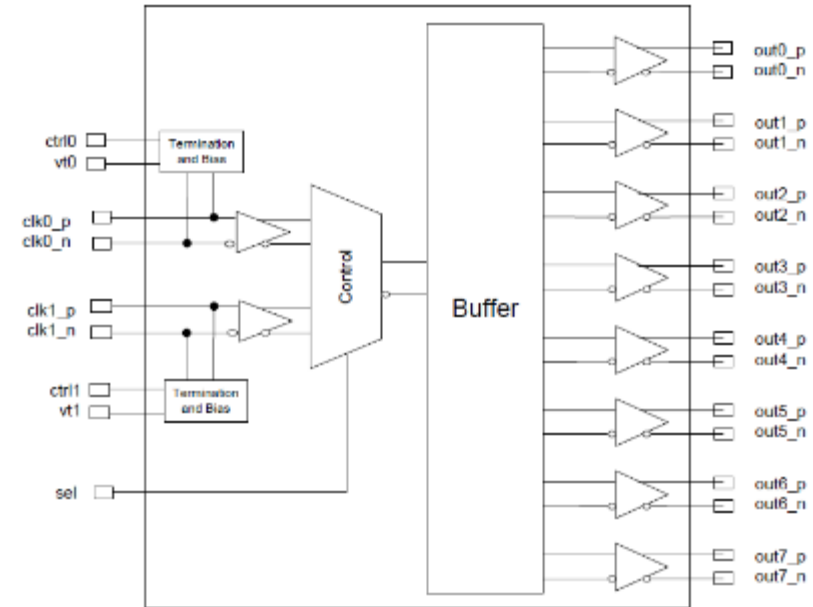 ctrl0
vt0
Termination
and Bias
clk0_p
clk0_n
clk1_p
clk1_n
ctrl1
vt1
Termination
and Bias
sel
Control
Buffer
out0_p
out0_n
out1_p
out1_n
out2_p
out2_n
out3_p
out3_n
out4_p
out4_n
out5_p
out5_n
out6_p
out6_n
out7_p
out7_n